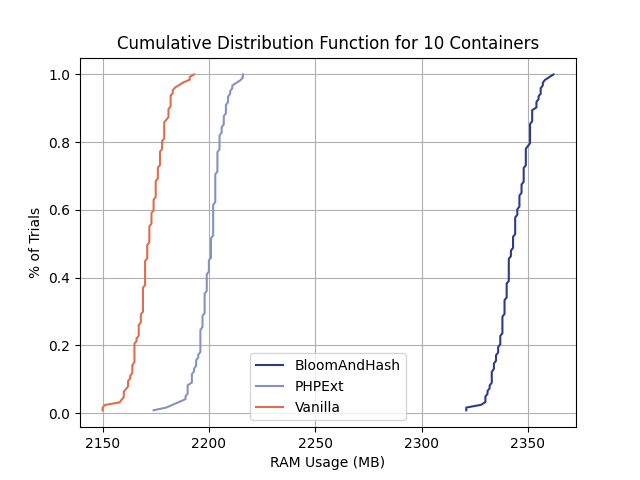 Cumulative Distribution Function for 10 Containers
% of Trials
1.0
0.8
0.6
0.4
0.2
0.0
BloomAndHash
PHPExt
Vanilla
2150 2200 2250 2300 2350
RAM Usage (MB)